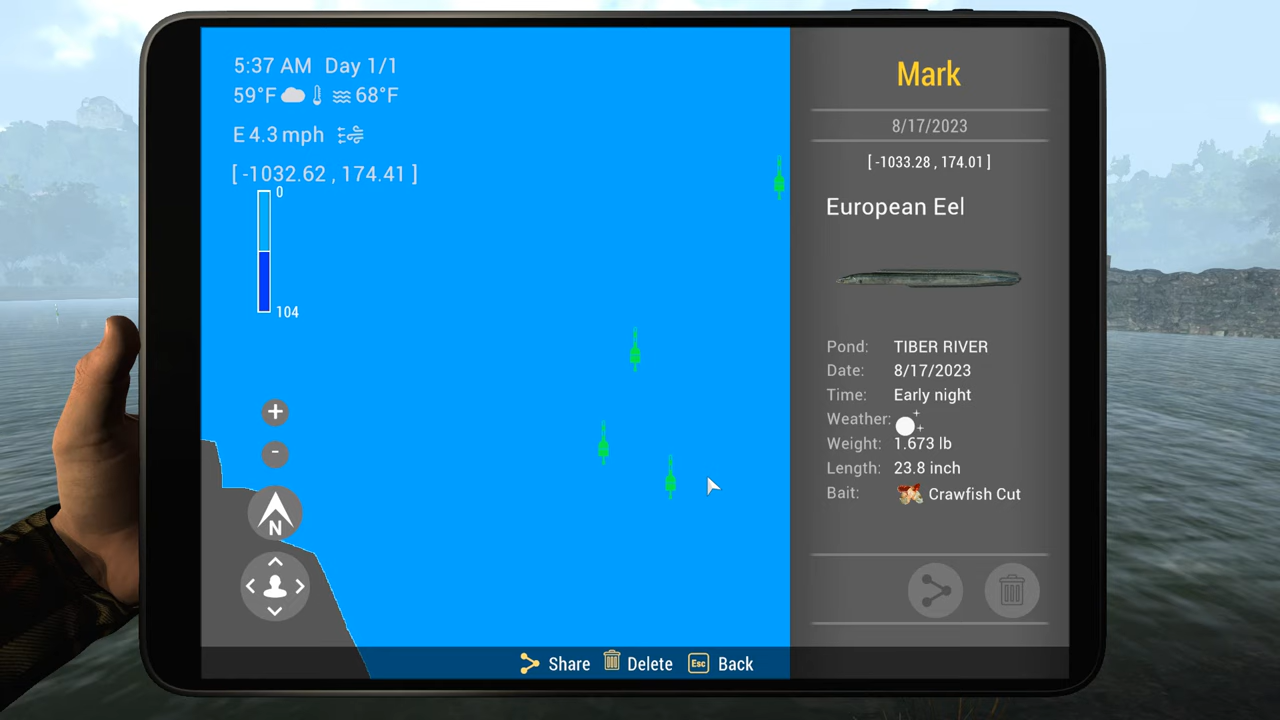 5:37 AM Day 1/1
59°F 68°F
E 4.3 mph
[ -1032.62 , 174.41 ]
0
104
+
-
N
Mark
8/17/2023
[ -1033.28 , 174.01 ]
European Eel
Pond: TIBER RIVER
Date: 8/17/2023
Time: Early night
Weather:
Weight: 1.673 lb
Length: 23.8 inch
Bait: Crawfish Cut
Share Delete Esc Back